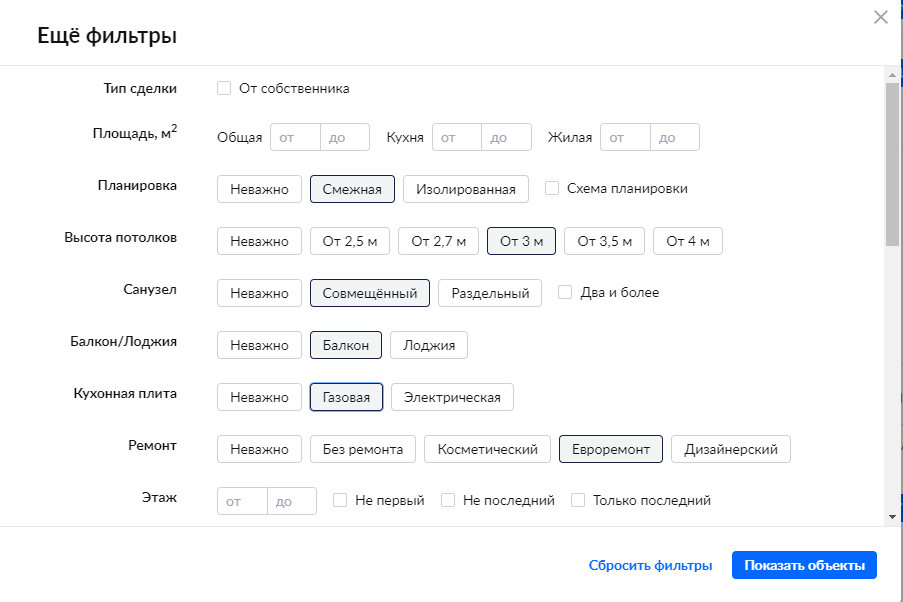 Ещё фильтры
Тип сделки От собственника
Площадь, м² Общая от до Кухня от до Жилая от до
Планировка Неважно Смежная Изолированная Схема планировки
Высота потолков Неважно От 2,5 м От 2,7 м От 3 м От 3,5 м От 4 м
Санузел Неважно Совмещённый Раздельный Два и более
Балкон/Лоджия Неважно Балкон Лоджия
Кухонная плита Неважно Газовая Электрическая
Ремонт Неважно Без ремонта Косметический Евроремонт Дизайнерский
Этаж от до Не первый Не последний Только последний
Сбросить фильтры Показать объекты